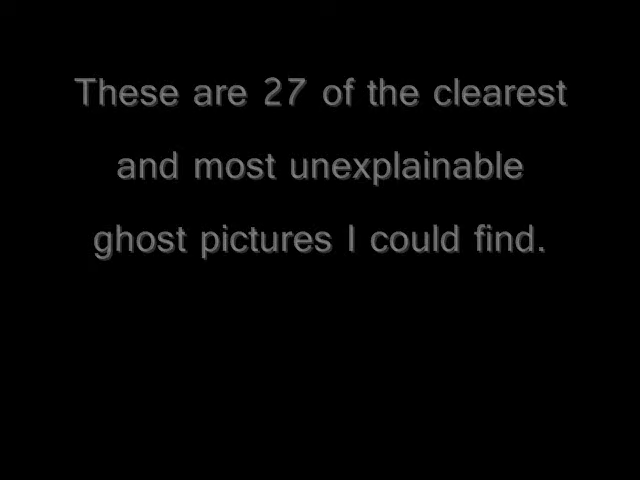 These are 27 of the clearest
and most unexplainable
ghost pictures I could find.